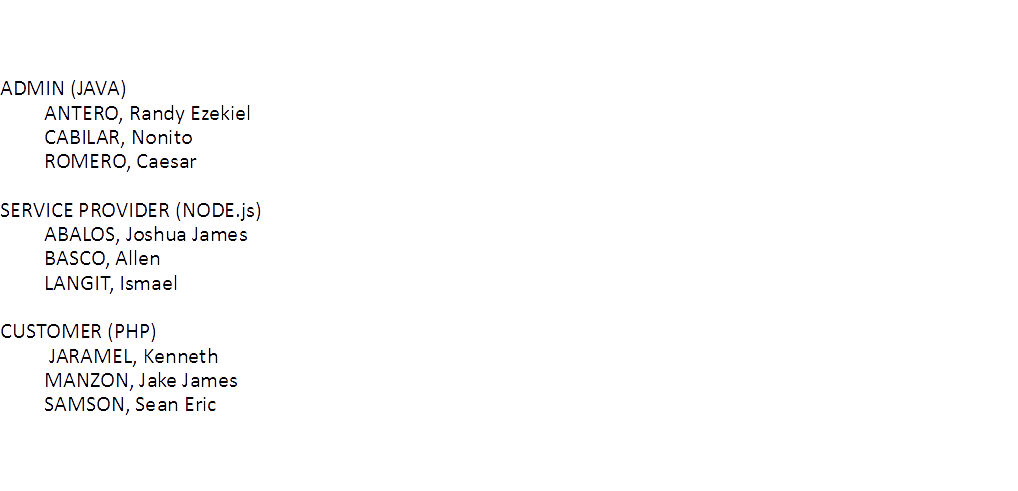 ADMIN (JAVA)
ANTERO, Randy Ezekiel
CABILAR, Nonito
ROMERO, Caesar
SERVICE PROVIDER (NODE.js)
ABALOS, Joshua James
BASCO, Allen
LANGIT, Ismael
CUSTOMER (PHP)
JARAMEL, Kenneth
MANZON, Jake James
SAMSON, Sean Eric